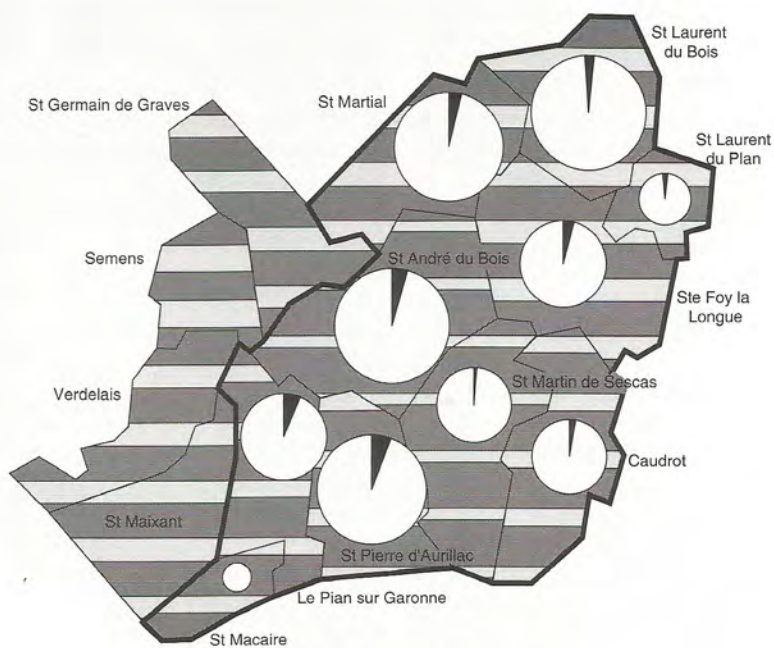 St Laurent
du Bois
St Germain de Graves
St Martial
St Laurent
du Plan
Semens
St André du Bois
Ste Foy la
Longue
Verdelais
St Martin de Sescas
Caudrot
St Maixant
St Pierre d'Aurillac
Le Pian sur Garonne
St Macaire